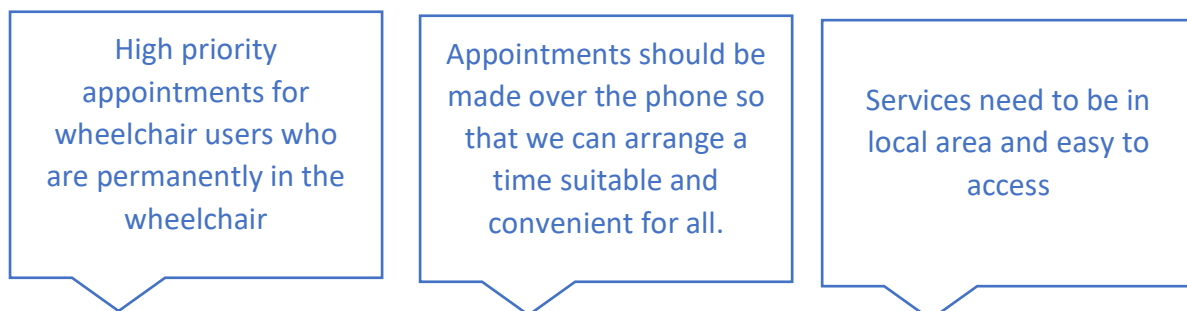 High priority
appointments for
wheelchair users who
are permanently in the
wheelchair
Appointments should be
made over the phone so
that we can arrange a
time suitable and
convenient for all.
Services need to be in
local area and easy to
access